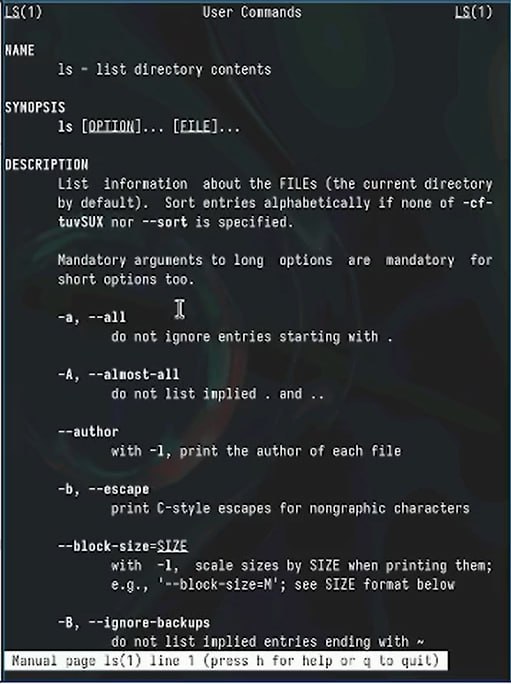 LS(1) User Commands LS(1)
NAME
ls - list directory contents
SYNOPSIS
ls [OPTION]... [FILE]...
DESCRIPTION
List information about the FILEs (the current directory
by default). Sort entries alphabetically if none of -cf-
tuvSUX nor --sort is specified.
Mandatory arguments to long options are mandatory for
short options too.
-a, --all
do not ignore entries starting with .
-A, --almost-all
do not list implied . and ..
--author
with -l, print the author of each file
-b, --escape
print C-style escapes for nongraphic characters
--block-size=SIZE
with -l, scale sizes by SIZE when printing them;
e.g., '--block-size=M'; see SIZE format below
-B, --ignore-backups
do not list implied entries ending with ~
Manual page ls(1) line 1 (press h for help or q to quit)